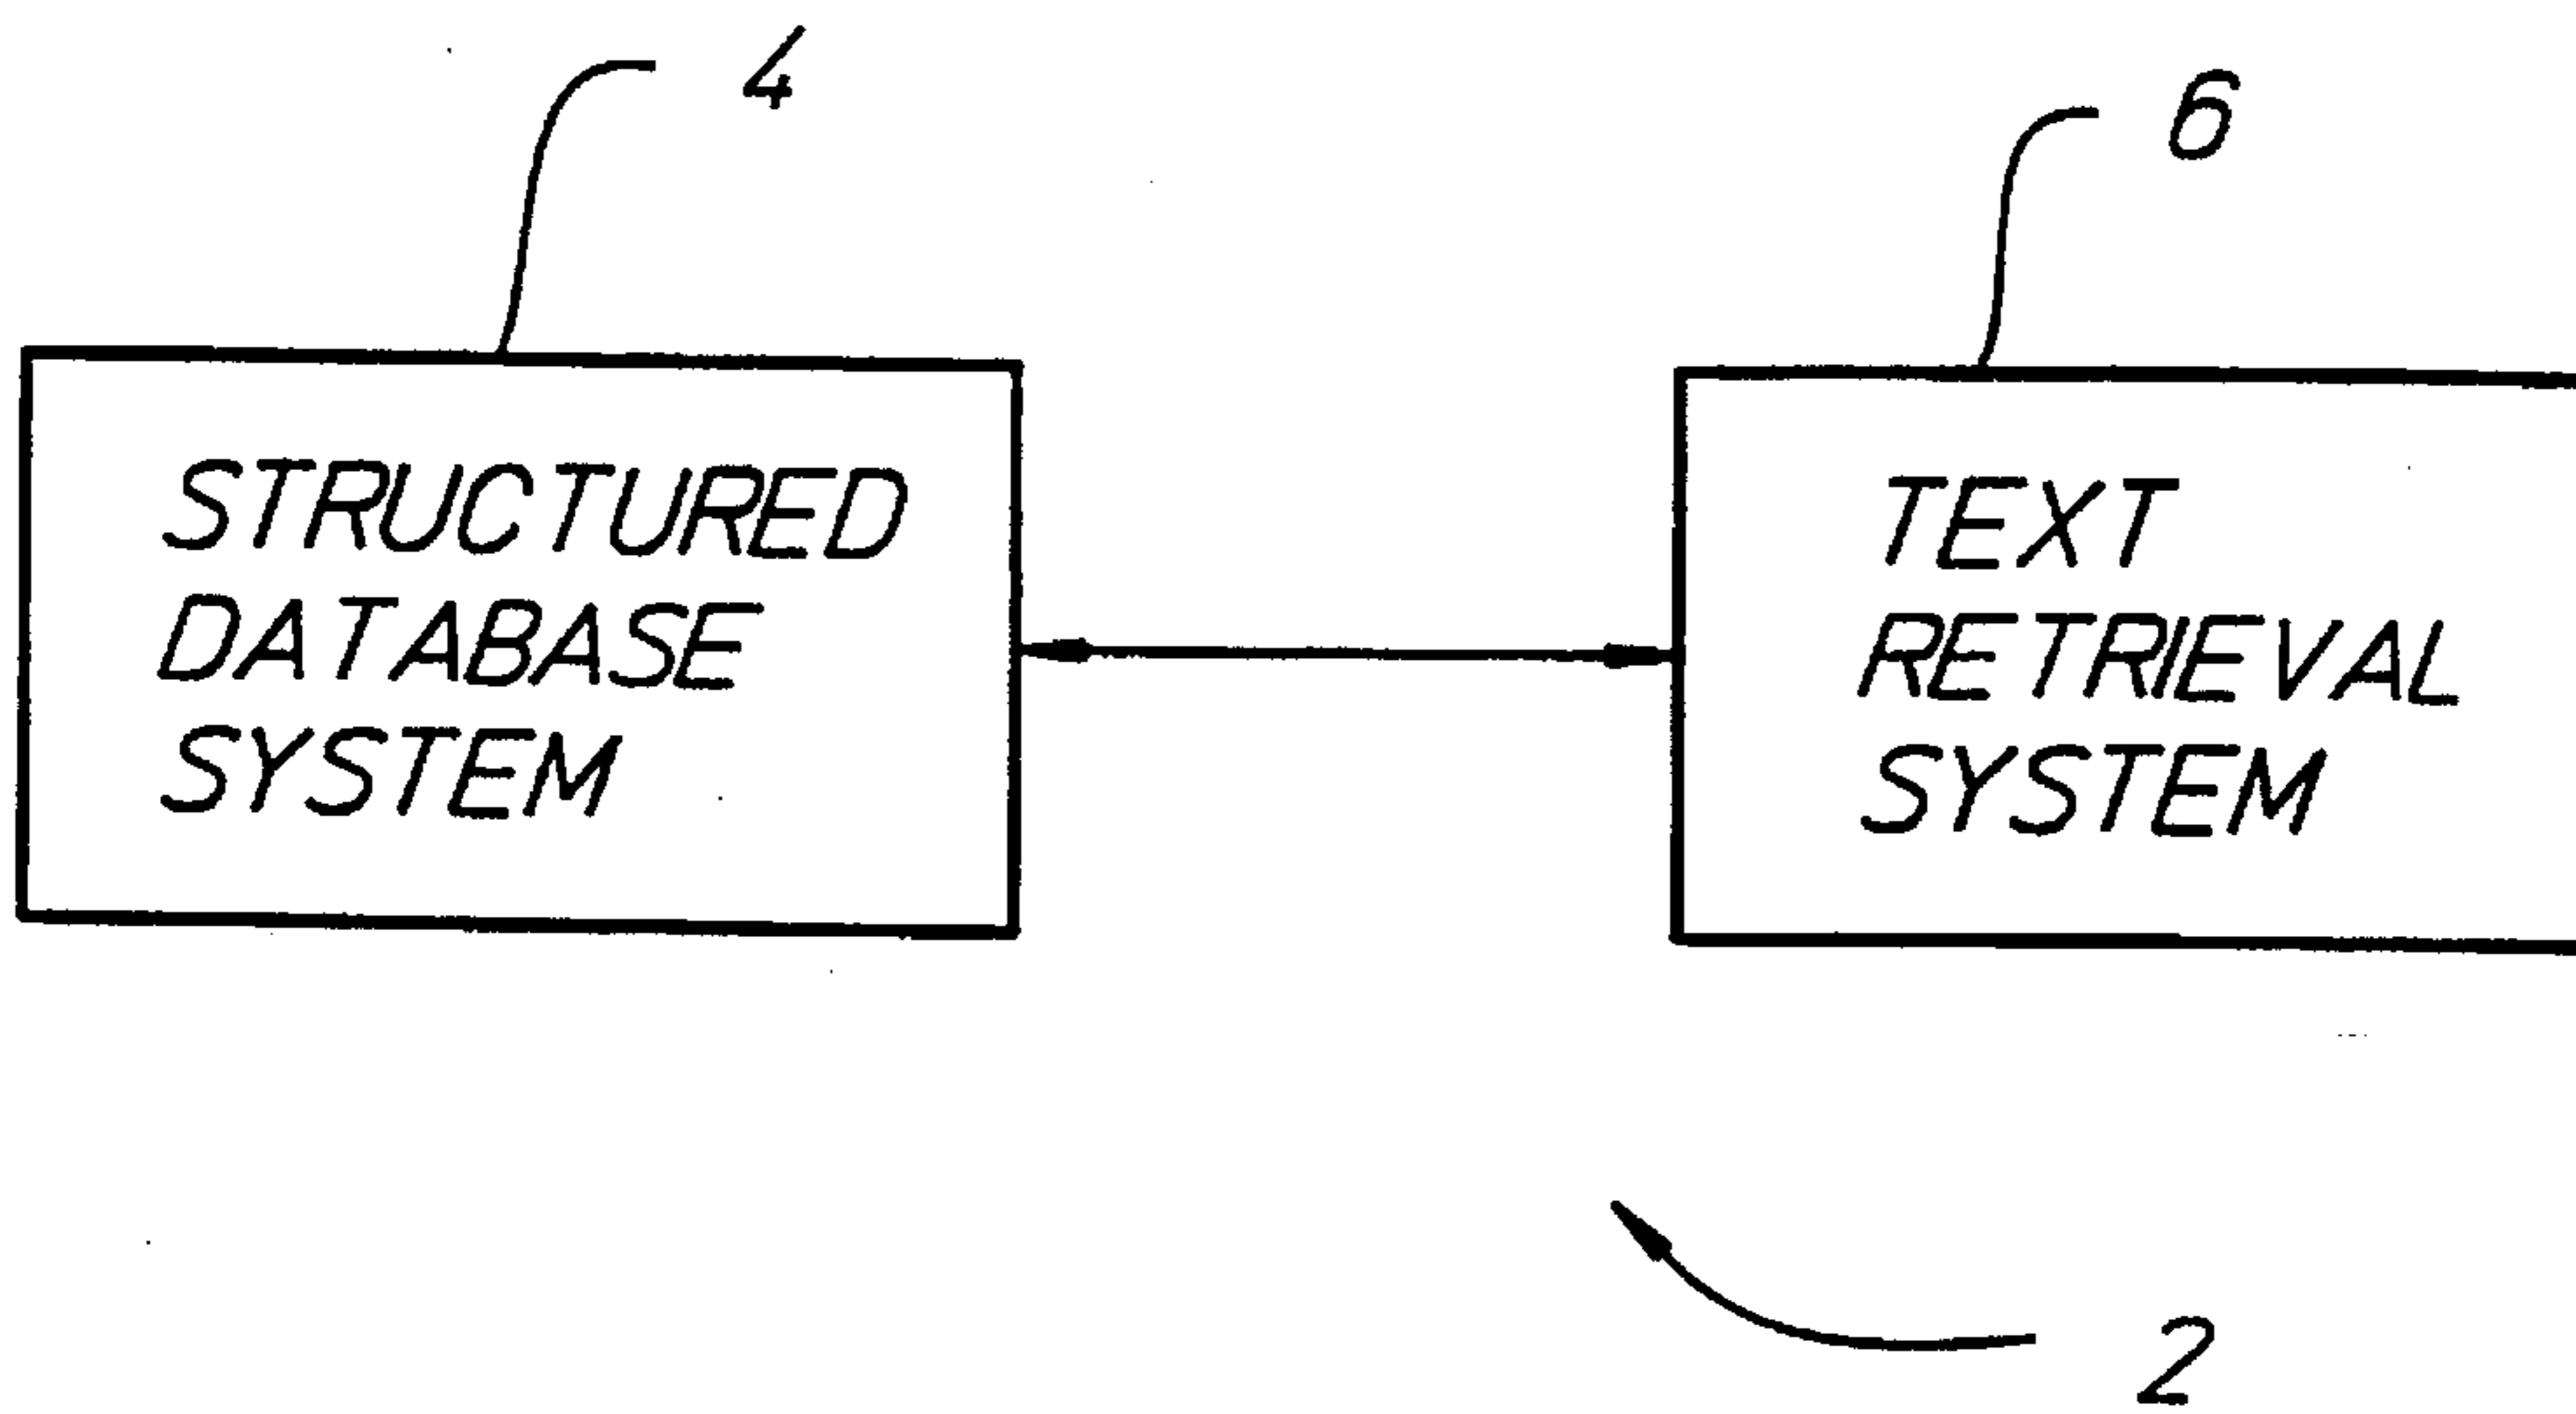 4
6
STRUCTURED
DATABASE
SYSTEM
TEXT
RETRIEVAL
SYSTEM
2